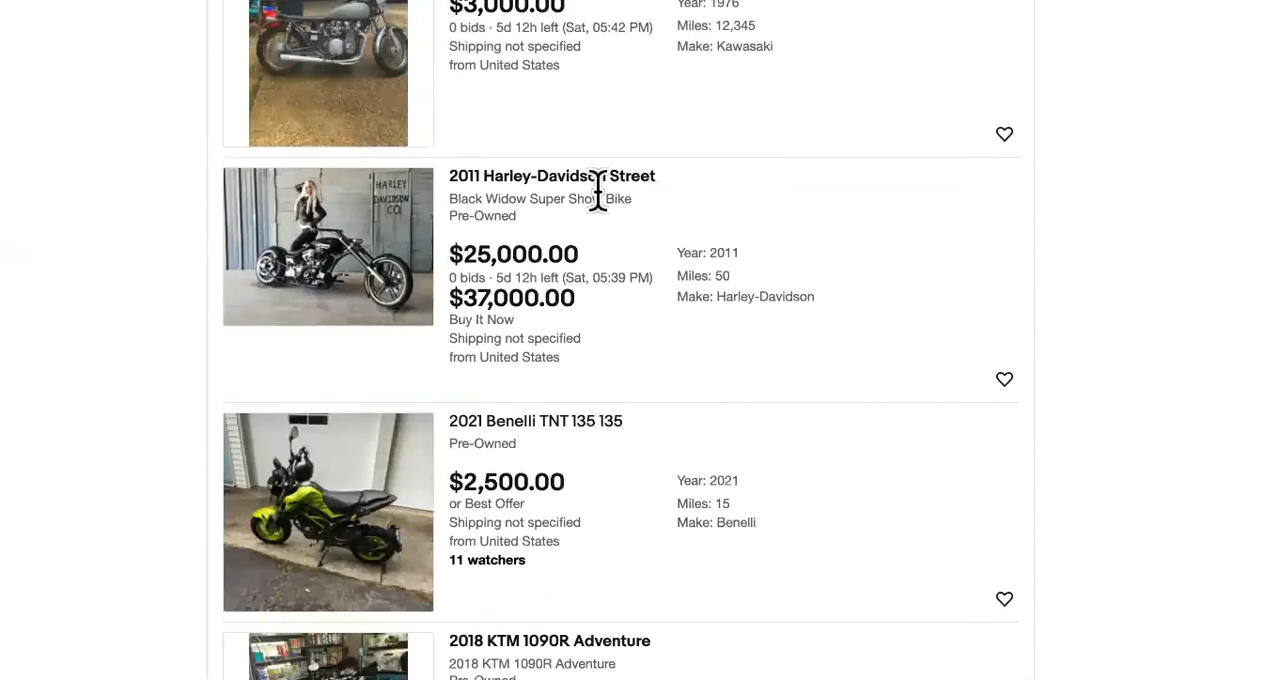 $3,000.00
Year: 1976
0 bids · 5d 12h left (Sat, 05:42 PM)
Miles: 12,345
Shipping not specified
Make: Kawasaki
from United States
HARLEY
DAVIDSON
CO
2011 Harley-Davidson Street
Black Widow Super Show Bike
Pre-Owned
$25,000.00
Year: 2011
0 bids · 5d 12h left (Sat, 05:39 PM)
Miles: 50
$37,000.00
Make: Harley-Davidson
Buy It Now
Shipping not specified
from United States
2021 Benelli TNT 135 135
Pre-Owned
$2,500.00
Year: 2021
or Best Offer
Miles: 15
Shipping not specified
Make: Benelli
from United States
11 watchers
2018 KTM 1090R Adventure
2018 KTM 1090R Adventure
Pre-Owned